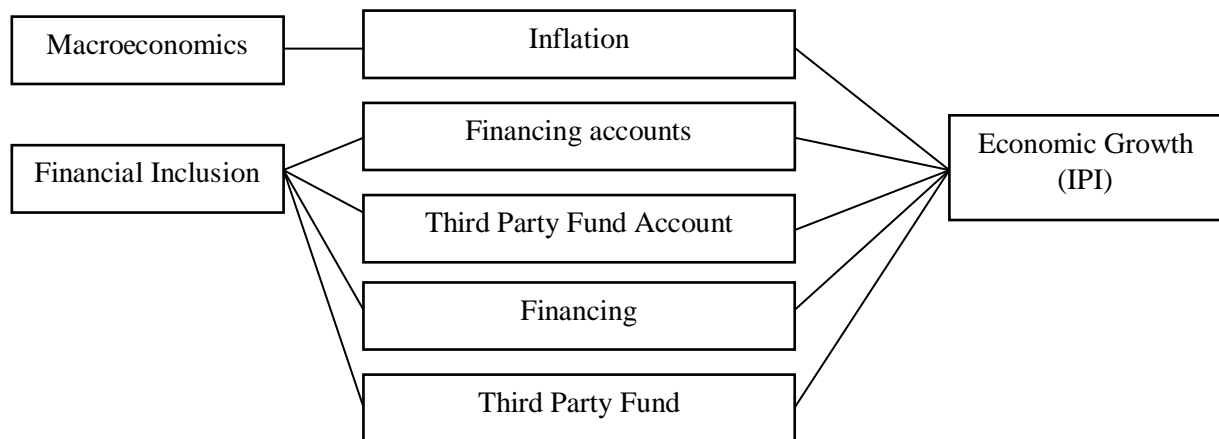 Macroeconomics
Inflation
Financial Inclusion
Financing accounts
Third Party Fund Account
Financing
Third Party Fund
Economic Growth
(IPI)